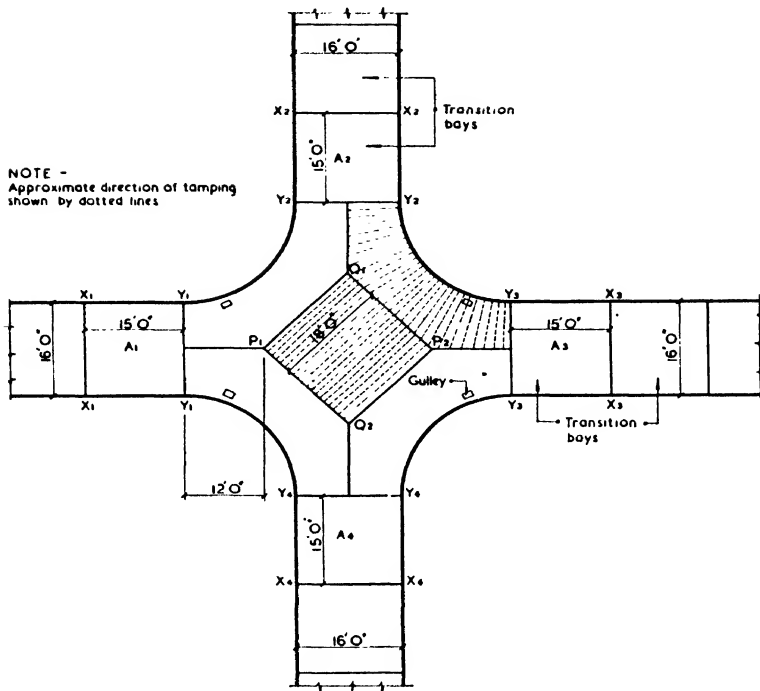 16'0"
X2
X2
Transition
bays
15'0"
A2
NOTE -
Approximate direction of tamping
shown by dotted lines
Y2
Y2
Q1
X1
Y1
Y3
X3
16'0"
15'0"
A1
P1
18'0"
P2
15'0"
A3
16'0"
Gulley
X1
Y1
Y3
X3
Q2
Transition
bays
12'0"
Y4
Y4
15'0"
A4
X4
X4
16'0"